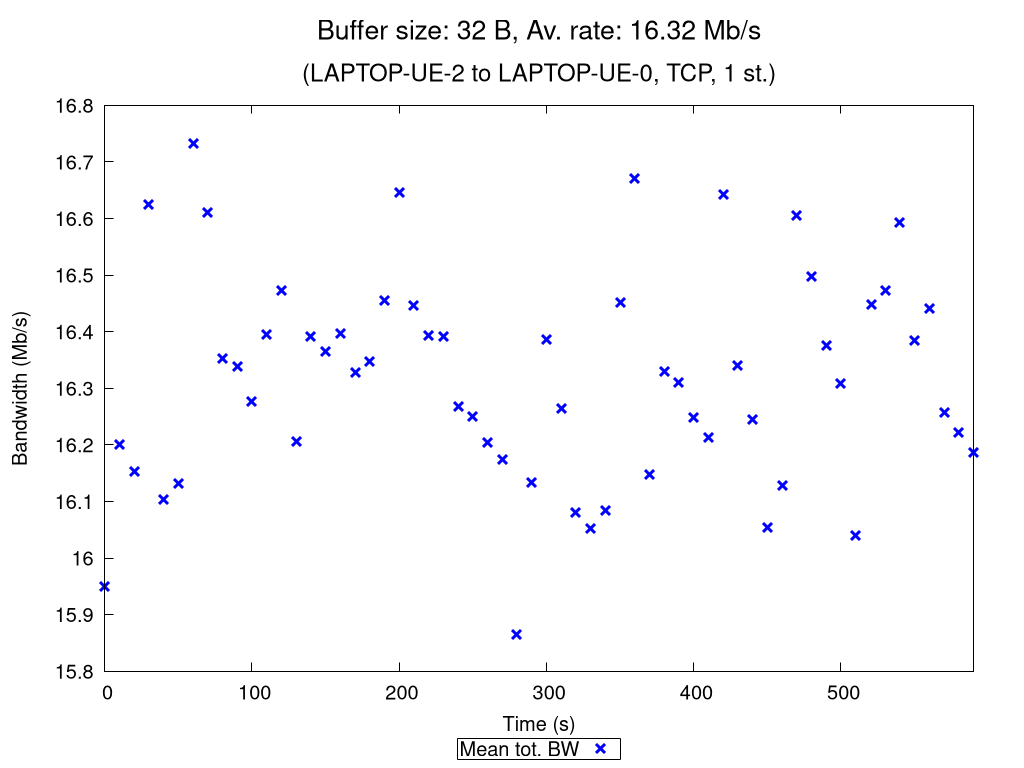 Buffer size: 32 B, Av. rate: 16.32 Mb/s
(LAPTOP-UE-2 to LAPTOP-UE-0, TCP, 1 st.)
16.8
16.7
16.6
16.5
16.4
16.3
16.2
16.1
16
15.9
15.8
Bandwidth (Mb/s)
0 100 200 300 400 500
Time (s)
Mean tot. BW